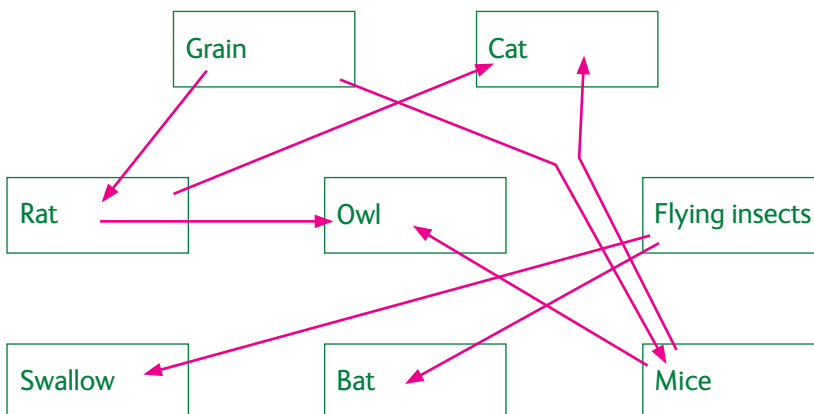 Grain
Cat
Rat
Owl
Flying insects
Swallow
Bat
Mice